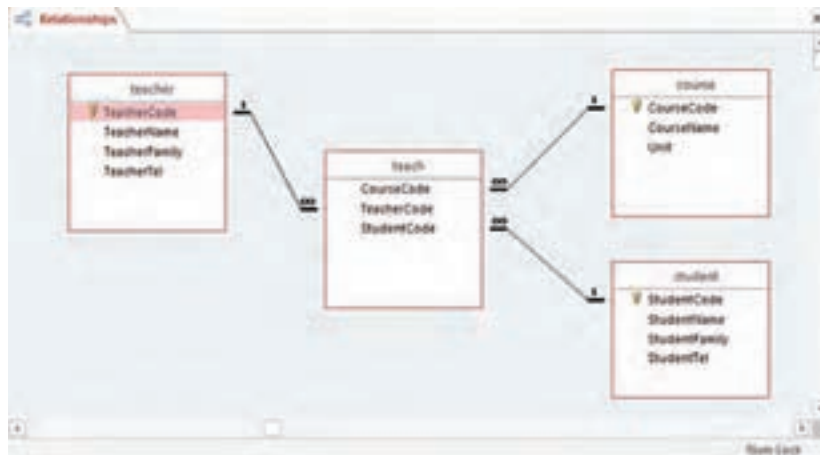 Relationships
teacher
TeacherCode
TeacherName
TeacherFamily
TeacherTel
1
∞
teach
CourseCode
TeacherCode
StudentCode
∞
∞
course
1
CourseCode
CourseName
Unit
student
1
StudentCode
StudentName
StudentFamily
StudentTel
Num Lock